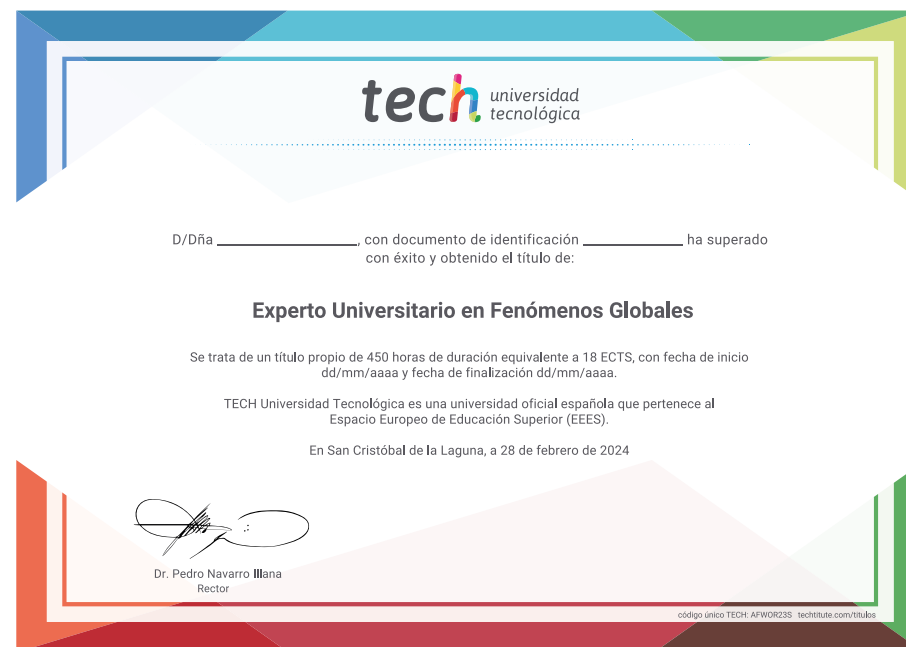 tech universidad
tecnológica
D/Dña ____________________, con documento de identificación ______________ ha superado
con éxito y obtenido el título de:
Experto Universitario en Fenómenos Globales
Se trata de un título propio de 450 horas de duración equivalente a 18 ECTS, con fecha de inicio
dd/mm/aaaa y fecha de finalización dd/mm/aaaa.
TECH Universidad Tecnológica es una universidad oficial española que pertenece al
Espacio Europeo de Educación Superior (EEES).
En San Cristóbal de la Laguna, a 28 de febrero de 2024
Dr. Pedro Navarro Illana
Rector
código único TECH: AFWOR23S techtitute.com/titulos